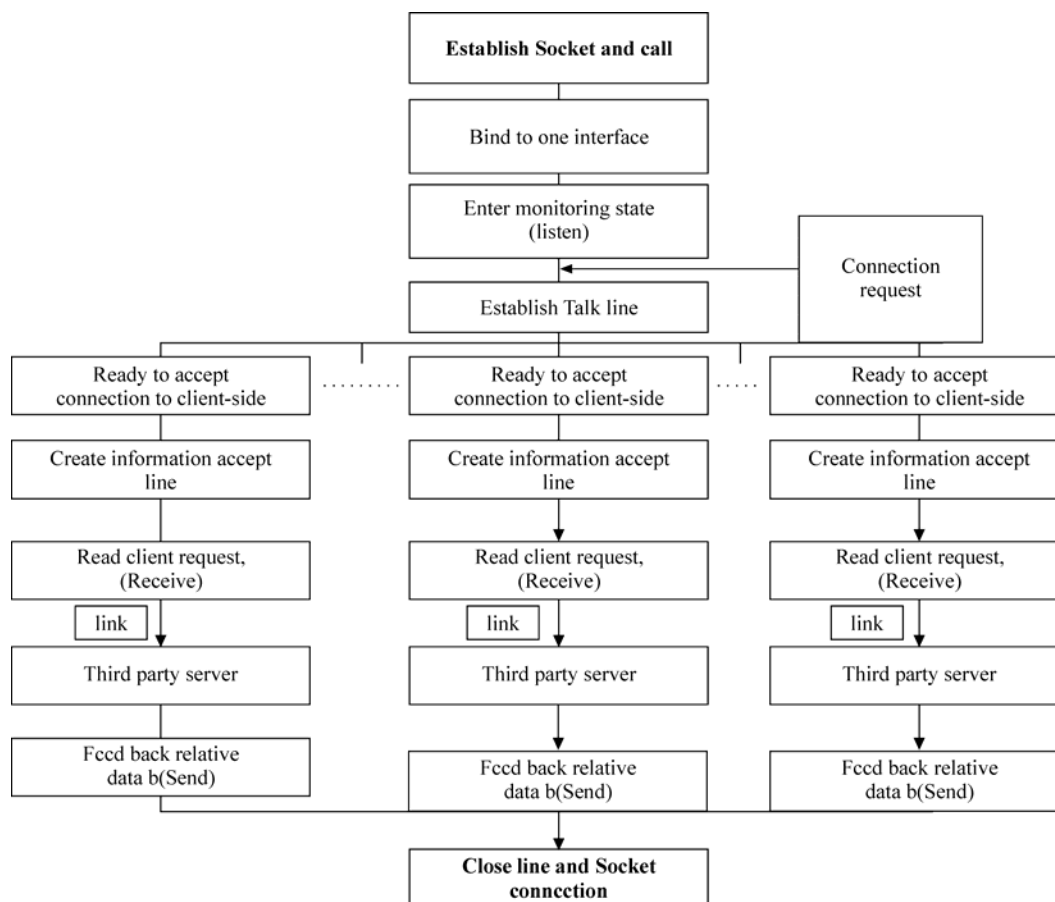 Establish Socket and call
Bind to one interface
Enter monitoring state
(listen)
Connection
request
Establish Talk line
Ready to accept
connection to client-side
Ready to accept
connection to client-side
Ready to accept
connection to client-side
Create information accept
line
Create information accept
line
Create information accept
line
Read client request,
(Receive)
Read client request,
(Receive)
Read client request,
(Receive)
link
link
link
Third party server
Third party server
Third party server
Fccd back relative
data b(Send)
Fccd back relative
data b(Send)
Fccd back relative
data b(Send)
Close line and Socket
conncction